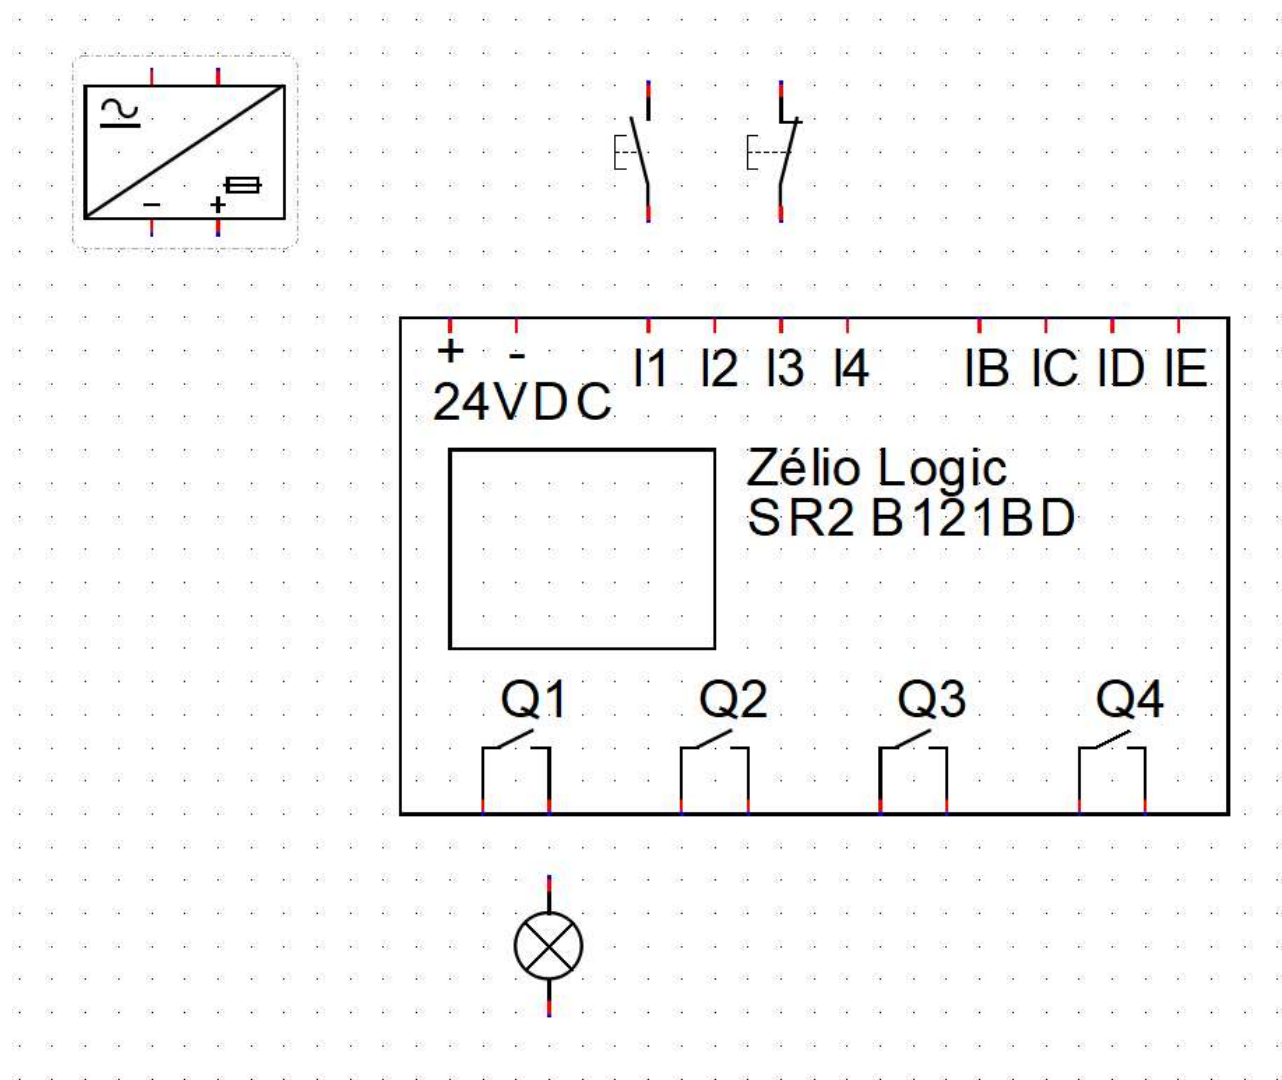 − +
+ - I1 I2 I3 I4 IB IC ID IE
24VDC
Zélio Logic
SR2 B121BD
Q1 Q2 Q3 Q4